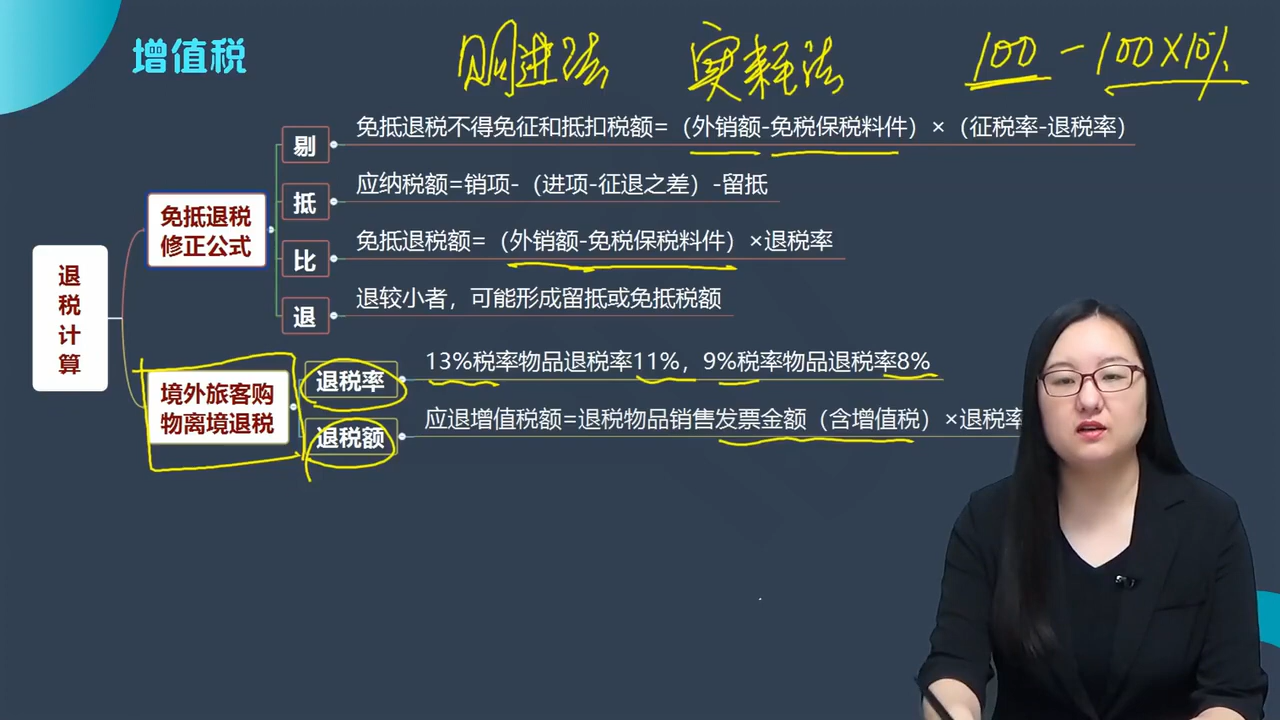 增值税
购进法 实耗法 100-100×10%
剔 免抵退税不得免征和抵扣税额=（外销额-免税保税料件）×（征税率-退税率）
抵 应纳税额=销项-（进项-征退之差）-留抵
免抵退税
修正公式
比 免抵退税额=（外销额-免税保税料件）×退税率
退 退较小者，可能形成留抵或免抵税额
退
税
计
算
境外旅客购
物离境退税
退税率 13%税率物品退税率11%，9%税率物品退税率8%
退税额 应退增值税额=退税物品销售发票金额（含增值税）×退税率